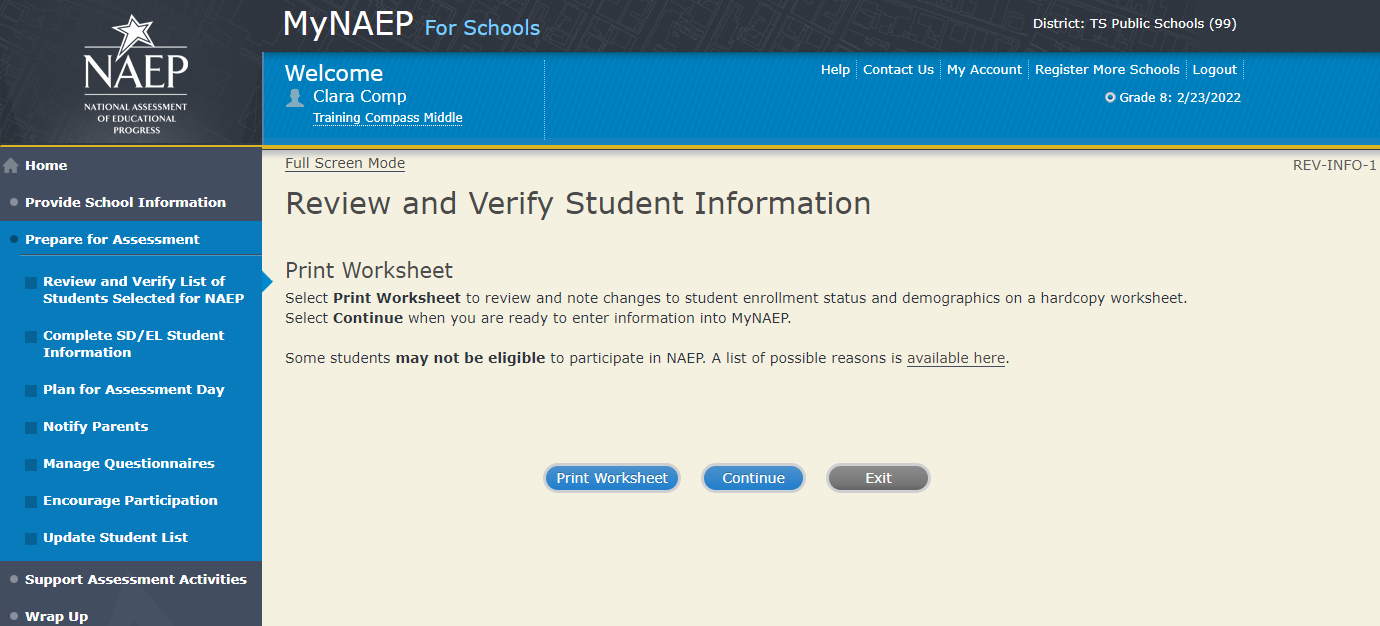 NAEP
NATIONAL ASSESSMENT
OF EDUCATIONAL
PROGRESS
MyNAEP For Schools
District: TS Public Schools (99)
Welcome
Clara Comp
Training Compass Middle
Help Contact Us My Account Register More Schools Logout
Grade 8: 2/23/2022
Home
Provide School Information
Prepare for Assessment
Review and Verify List of
Students Selected for NAEP
Complete SD/EL Student
Information
Plan for Assessment Day
Notify Parents
Manage Questionnaires
Encourage Participation
Update Student List
Support Assessment Activities
Wrap Up
Full Screen Mode
REV-INFO-1
Review and Verify Student Information
Print Worksheet
Select Print Worksheet to review and note changes to student enrollment status and demographics on a hardcopy worksheet.
Select Continue when you are ready to enter information into MyNAEP.
Some students may not be eligible to participate in NAEP. A list of possible reasons is available here.
Print Worksheet Continue Exit